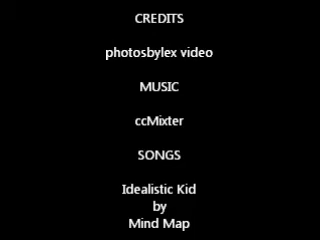 CREDITS
photosbylex video
MUSIC
ccMixter
SONGS
Idealistic Kid
by
Mind Map